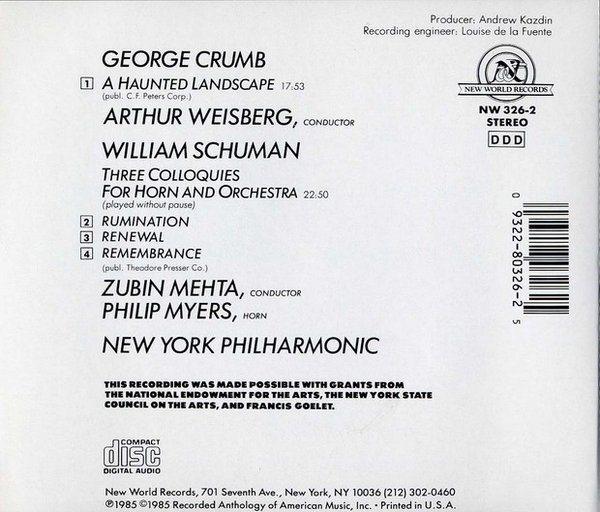 Producer: Andrew Kazdin
Recording engineer: Louise de la Fuente
NEW WORLD RECORDS
NW 326-2
STEREO
DDD
GEORGE CRUMB
1 A HAUNTED LANDSCAPE 17:53
(publ. C.F. Peters Corp.)
ARTHUR WEISBERG, CONDUCTOR
WILLIAM SCHUMAN
THREE COLLOQUIES
FOR HORN AND ORCHESTRA 22:50
(played without pause)
2 RUMINATION
3 RENEWAL
4 REMEMBRANCE
(publ. Theodore Presser Co.)
ZUBIN MEHTA, CONDUCTOR
PHILIP MYERS, HORN
NEW YORK PHILHARMONIC
0 9322-80326-2 5
THIS RECORDING WAS MADE POSSIBLE WITH GRANTS FROM
THE NATIONAL ENDOWMENT FOR THE ARTS, THE NEW YORK STATE
COUNCIL ON THE ARTS, AND FRANCIS GOELET.
COMPACT
disc
DIGITAL AUDIO
New World Records, 701 Seventh Ave., New York, NY 10036 (212) 302-0460
℗1985 ©1985 Recorded Anthology of American Music, Inc. • Printed in U.S.A.